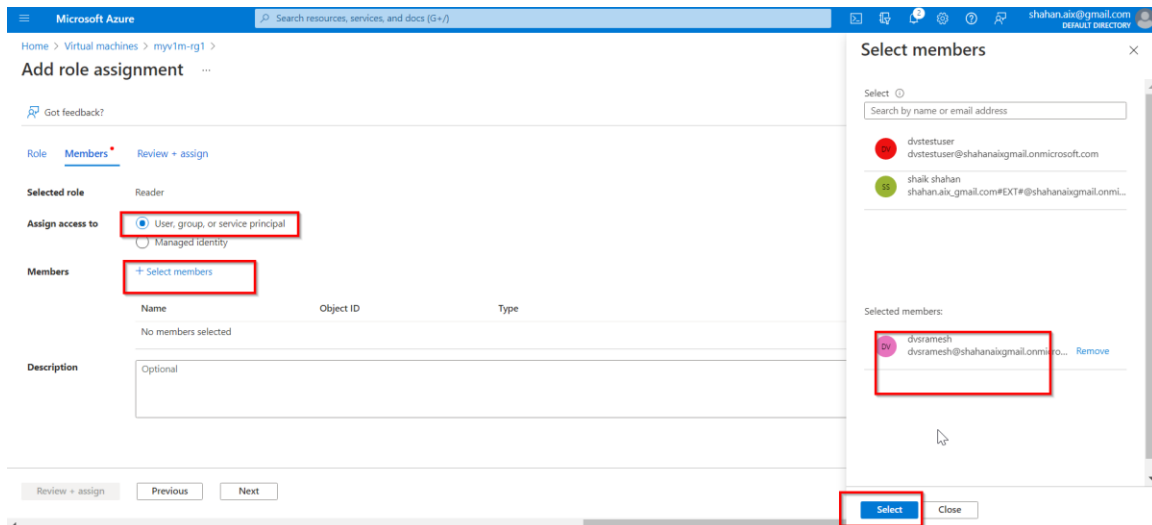 Microsoft Azure
Search resources, services, and docs (G+/)
2
shahan.aix@gmail.com
DEFAULT DIRECTORY
Home > Virtual machines > myv1m-rg1 >
Add role assignment ...
Got feedback?
Role Members Review + assign
Selected role Reader
Assign access to User, group, or service principal
Managed identity
Members + Select members
Name Object ID Type
No members selected
Description Optional
Review + assign Previous Next
Select members
Select
Search by name or email address
DV dvstestuser
dvstestuser@shahanaixgmail.onmicrosoft.com
SS shaik shahan
shahan.aix_gmail.com#EXT#@shahanaixgmail.onmi...
Selected members:
DV dvsramesh
dvsramesh@shahanaixgmail.onmicro... Remove
Select Close